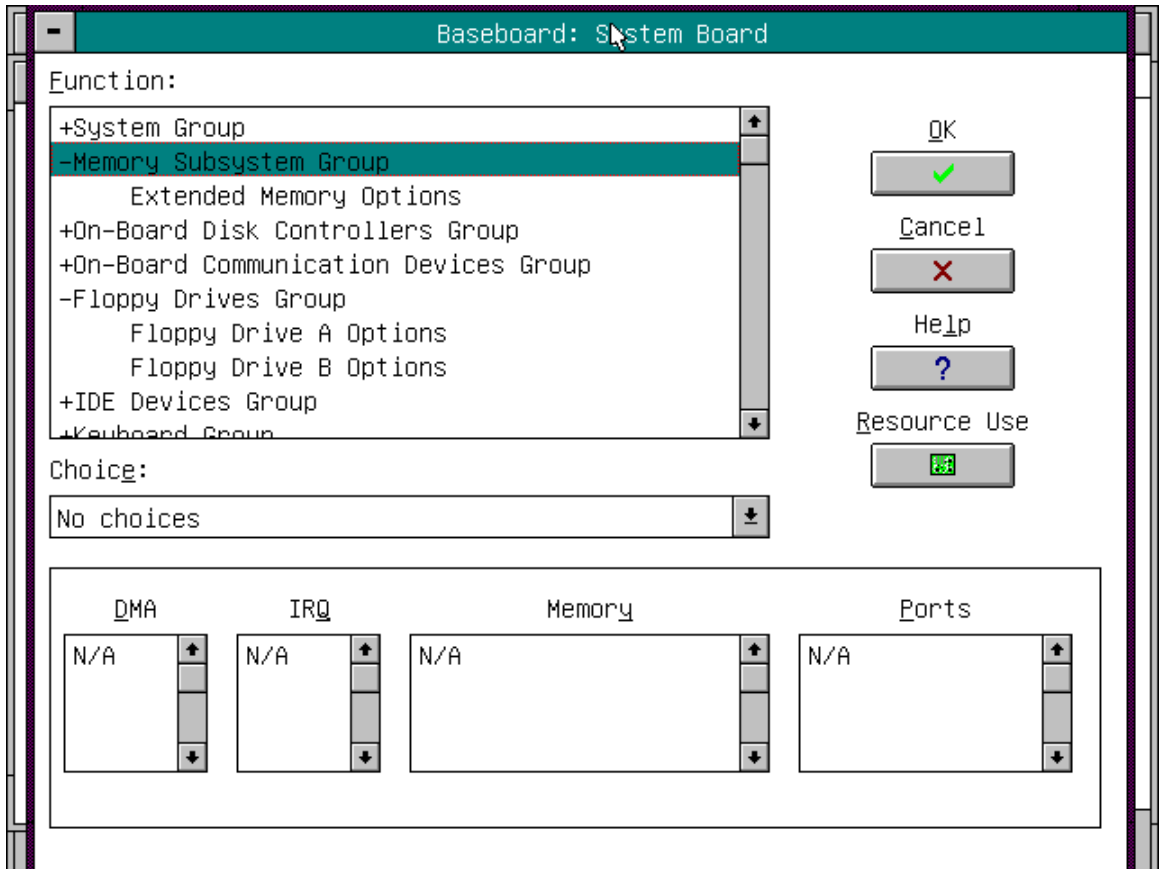 Baseboard: System Board
Function:
+System Group
-Memory Subsystem Group
Extended Memory Options
+On-Board Disk Controllers Group
+On-Board Communication Devices Group
-Floppy Drives Group
Floppy Drive A Options
Floppy Drive B Options
+IDE Devices Group
+Keyboard Group
OK
Cancel
Help
?
Resource Use
Choice:
No choices
DMA IRQ Memory Ports
N/A N/A N/A N/A